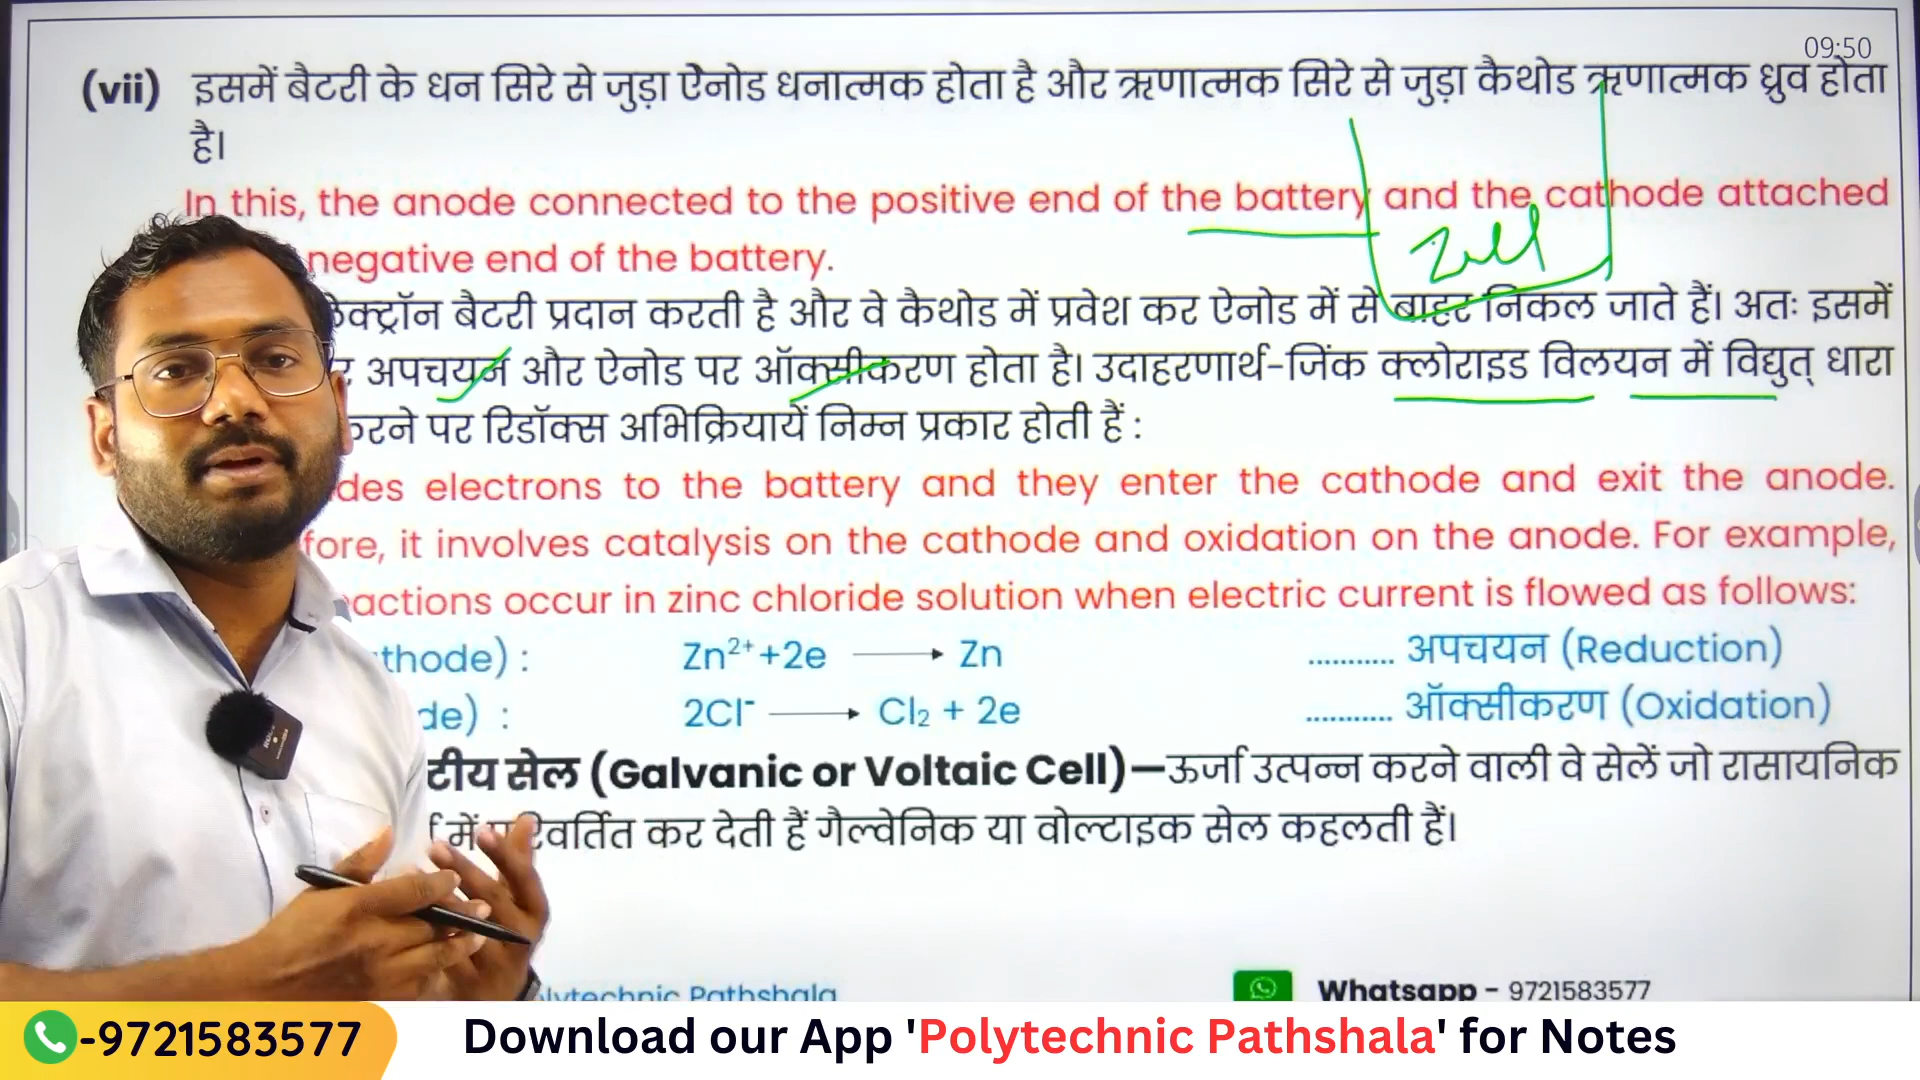 09:50
(vii) इसमें बैटरी के धन सिरे से जुड़ा ऐनोड धनात्मक होता है और ऋणात्मक सिरे से जुड़ा कैथोड ऋणात्मक ध्रुव होता
है।
In this, the anode connected to the positive end of the battery and the cathode attached
negative end of the battery.
बैटरी प्रदान करती है और वे कैथोड में प्रवेश कर ऐनोड में से बाहर निकल जाते हैं। अतः इसमें
अपचयन और ऐनोड पर ऑक्सीकरण होता है। उदाहरणार्थ-जिंक क्लोराइड विलयन में विद्युत् धारा
करने पर रिडॉक्स अभिक्रियायें निम्न प्रकार होती हैं :
electrons to the battery and they enter the cathode and exit the anode.
it involves catalysis on the cathode and oxidation on the anode. For example,
occur in zinc chloride solution when electric current is flowed as follows:
thode) : Zn²⁺+2e ⟶ Zn ........... अपचयन (Reduction)
de) : 2Cl⁻ ⟶ Cl₂ + 2e ........... ऑक्सीकरण (Oxidation)
सेल (Galvanic or Voltaic Cell)—ऊर्जा उत्पन्न करने वाली वे सेलें जो रासायनिक
में परिवर्तित कर देती हैं गैल्वेनिक या वोल्टाइक सेल कहलती हैं।
Pathshala Whatsapp - 9721583577
-9721583577 Download our App 'Polytechnic Pathshala' for Notes